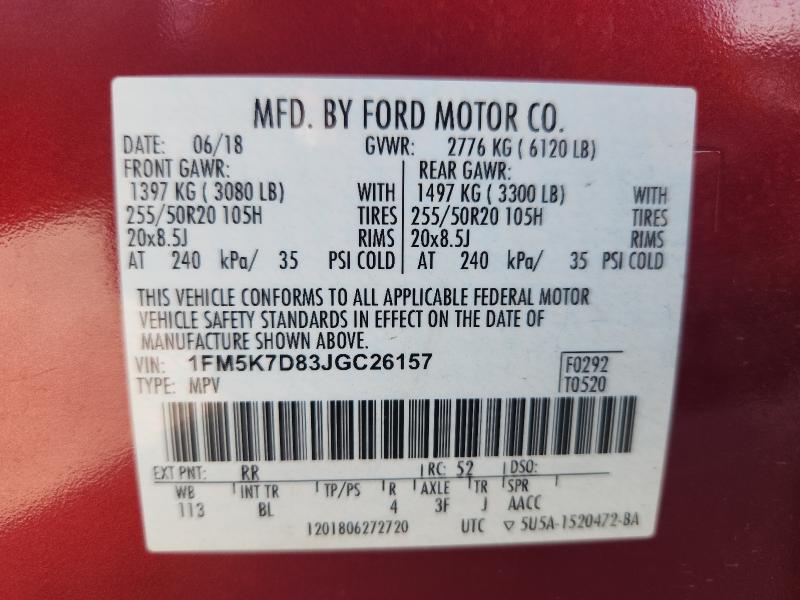 MFD. BY FORD MOTOR CO.
DATE: 06/18 GVWR: 2776 KG ( 6120 LB)
FRONT GAWR: REAR GAWR:
1397 KG ( 3080 LB) WITH 1497 KG ( 3300 LB) WITH
255/50R20 105H TIRES 255/50R20 105H TIRES
20x8.5J RIMS 20x8.5J RIMS
AT 240 kPa/ 35 PSI COLD AT 240 kPa/ 35 PSI COLD
THIS VEHICLE CONFORMS TO ALL APPLICABLE FEDERAL MOTOR
VEHICLE SAFETY STANDARDS IN EFFECT ON THE DATE OF
MANUFACTURE SHOWN ABOVE.
VIN: 1FM5K7D83JGC26157 F0292
TYPE: MPV T0520
EXT PNT: RR RC: 52 DSO:
WB INT TR TP/PS R AXLE TR SPR
113 BL 4 3F J AACC
1201806272720 UTC ▽ 5U5A-1520472-BA